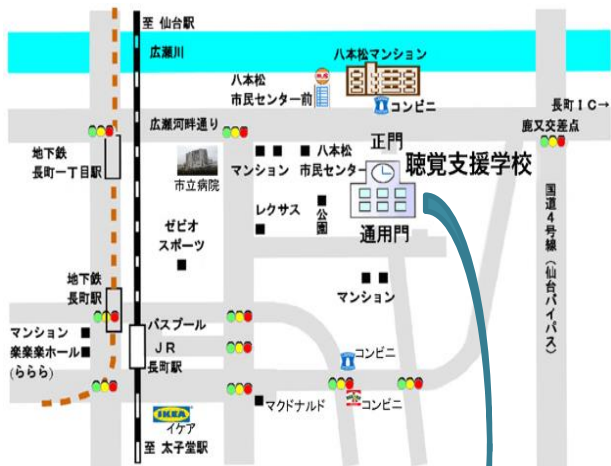 至 仙台駅
広瀬川
八本松マンション
八本松
市民センター前
コンビニ
長町IC→
広瀬河畔通り
鹿又交差点
正門
地下鉄
長町一丁目駅
市立病院
マンション
八本松
市民センター
聴覚支援学校
レクサス
公園
ゼビオ
スポーツ
通用門
国道4号線（仙台バイパス）
地下鉄
長町駅
マンション
バスプール
マンション
楽楽楽ホール
(ららら)
JR
長町駅
コンビニ
IKEA
イケア
マクドナルド
コンビニ
至 太子堂駅